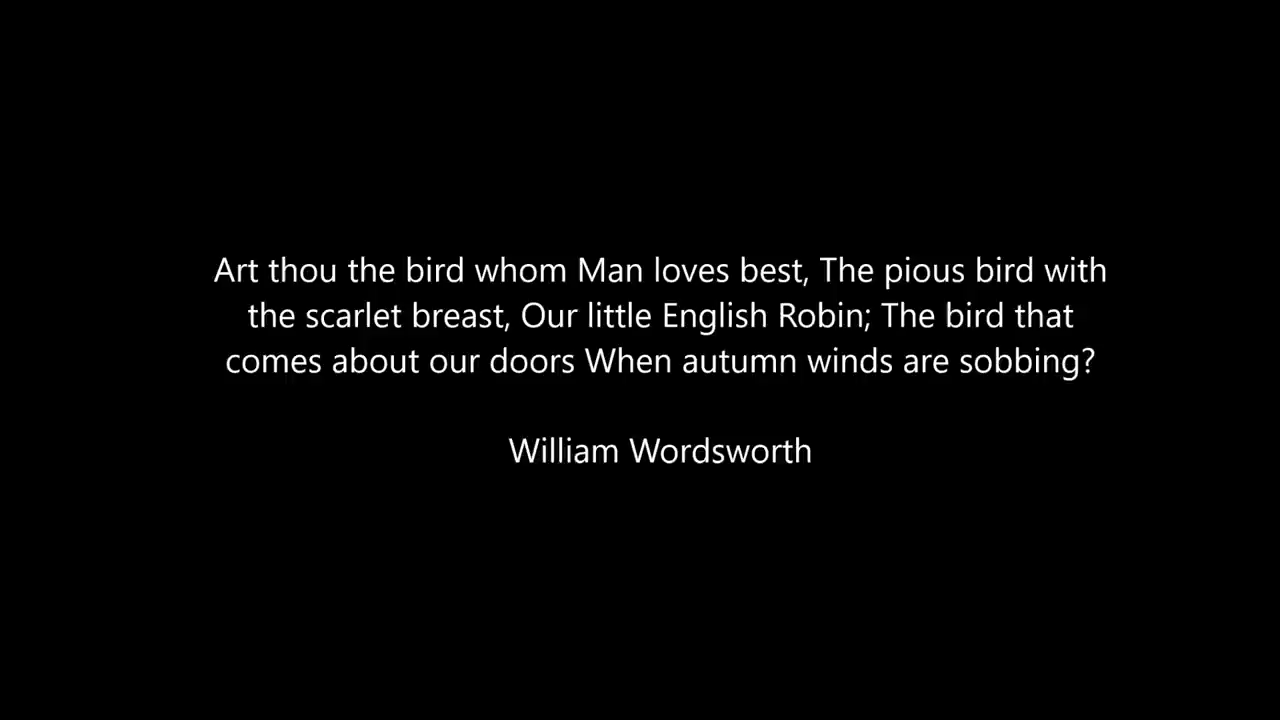 Art thou the bird whom Man loves best, The pious bird with
the scarlet breast, Our little English Robin; The bird that
comes about our doors When autumn winds are sobbing?
William Wordsworth